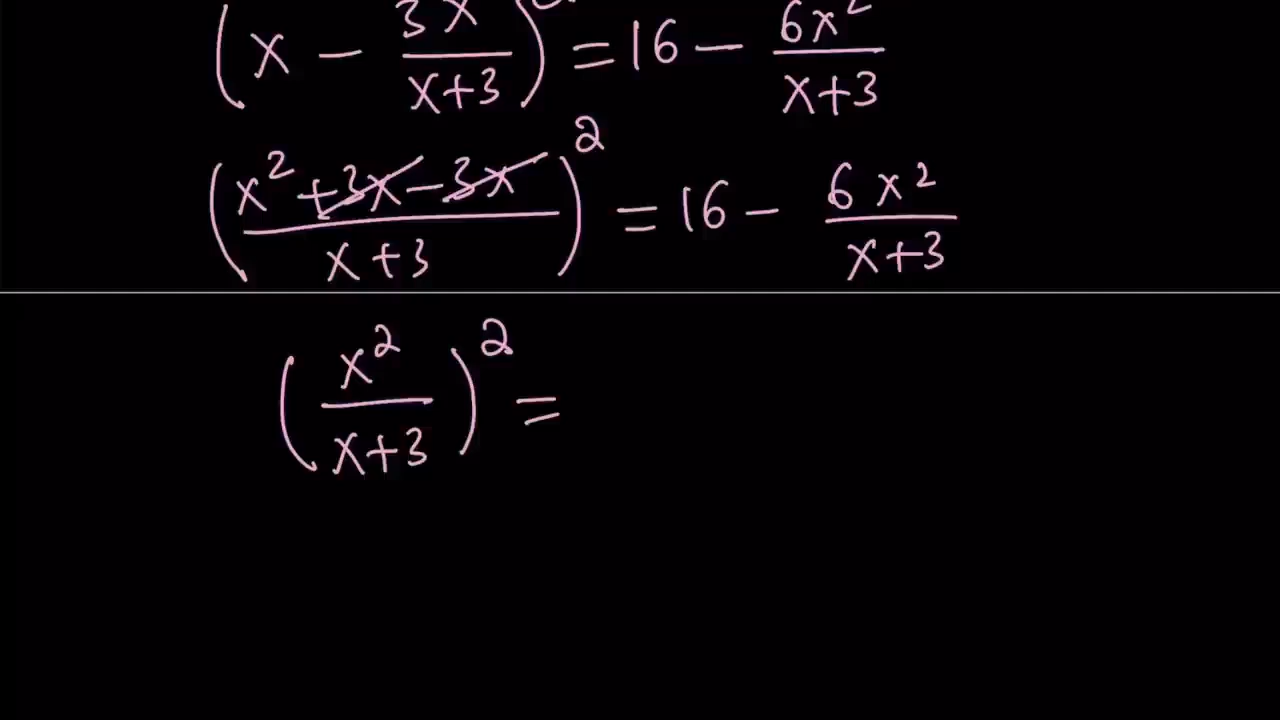 (x - 3x/(x+3))² = 16 - 6x²/(x+3)
((x² + 3x - 3x)/(x+3))² = 16 - 6x²/(x+3)
(x²/(x+3))² =